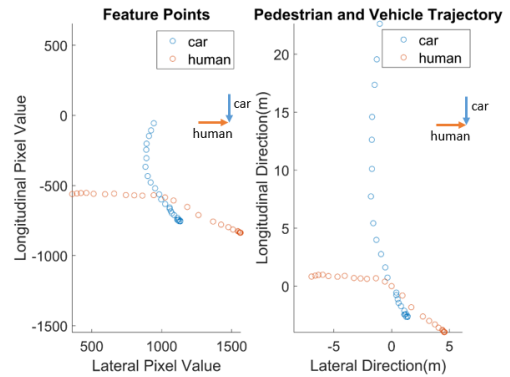 Feature Points
500
0
-500
-1000
-1500
500
1000
1500
Longitudinal Pixel Value
Lateral Pixel Value
car
human
car
human
Pedestrian and Vehicle Trajectory
20
15
10
5
0
-5
0
5
Longitudinal Direction(m)
Lateral Direction(m)
car
human
car
human